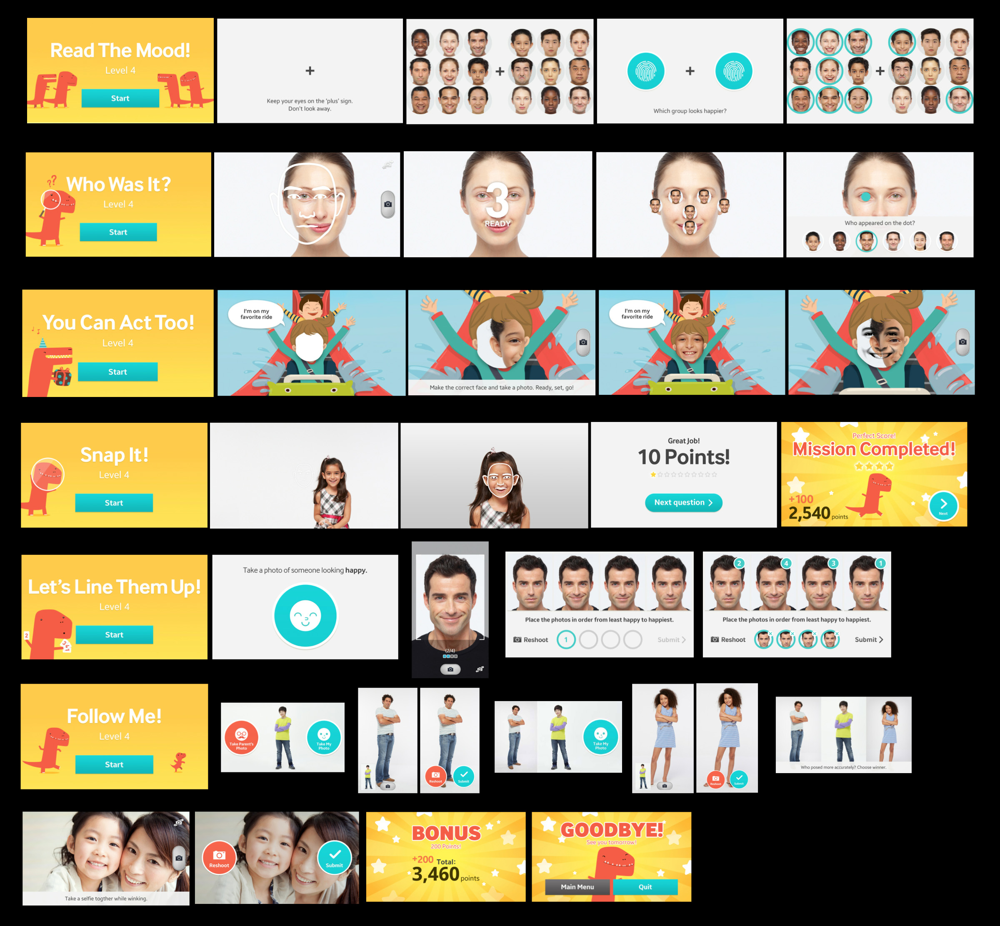 Read The Mood!
Level 4
Start
+
Keep your eyes on the 'plus' sign.
Don't look away.
+
+
Which group looks happier?
+
??
Who Was It?
Level 4
Start
3
READY
Who appeared on the dot?
You Can Act Too!
Level 4
Start
I'm on my
favorite ride
Make the correct face and take a photo. Ready, set, go!
I'm on my
favorite ride
Snap It!
Level 4
Start
Great Job!
10 Points!
Next question
Perfect Score!
Mission Completed!
+100
2,540 points
Next
Let's Line Them Up!
Level 4
2
3 4 1
Start
Take a photo of someone looking happy.
(2/4)
Place the photos in order from least happy to happiest.
Reshoot
1
Submit
2
4
3
1
Place the photos in order from least happy to happiest.
Reshoot
Submit
Follow Me!
Level 4
Start
Take Parent's
Photo
Take My
Photo
Reshoot
Submit
Take My
Photo
Reshoot
Submit
Who posed more accurately? Choose winner.
Take a selfie togther while winking.
Reshoot
Submit
BONUS
200 Points!
+200 Total:
3,460 points
GOODBYE!
See you tomorrow!
Main Menu
Quit